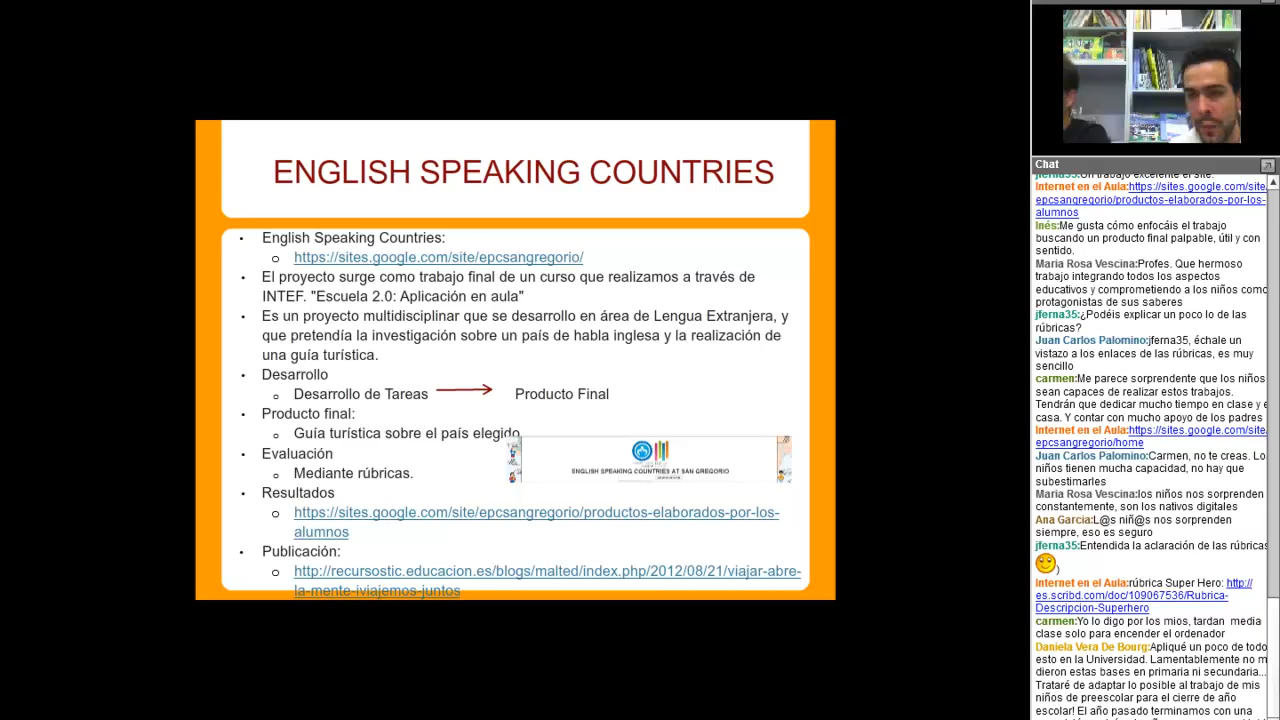 ENGLISH SPEAKING COUNTRIES
• English Speaking Countries:
o https://sites.google.com/site/epcsangregorio/
• El proyecto surge como trabajo final de un curso que realizamos a través de
INTEF. "Escuela 2.0: Aplicación en aula"
• Es un proyecto multidisciplinar que se desarrollo en área de Lengua Extranjera, y
que pretendía la investigación sobre un país de habla inglesa y la realización de
una guía turística.
• Desarrollo
o Desarrollo de Tareas → Producto Final
• Producto final:
o Guía turística sobre el país elegido
ENGLISH SPEAKING COUNTRIES AT SAN GREGORIO
• Evaluación
o Mediante rúbricas.
• Resultados
o https://sites.google.com/site/epcsangregorio/productos-elaborados-por-los-
alumnos
• Publicación:
o http://recursostic.educacion.es/blogs/malted/index.php/2012/08/21/viajar-abre-
la-mente-iviajemos-juntos
Chat
jferna35:Un trabajo excelente el site.
Internet en el Aula:https://sites.google.com/site/
epcsangregorio/productos-elaborados-por-los-
alumnos
Inés:Me gusta cómo enfocáis el trabajo
buscando un producto final palpable, útil y con
sentido.
Maria Rosa Vescina:Profes. Que hermoso
trabajo integrando todos los aspectos
educativos y comprometiendo a los niños como
protagonistas de sus saberes
jferna35:¿Podéis explicar un poco lo de las
rúbricas?
Juan Carlos Palomino:jferna35, échale un
vistazo a los enlaces de las rúbricas, es muy
sencillo
carmen:Me parece sorprendente que los niños
sean capaces de realizar estos trabajos.
Tendrán que dedicar mucho tiempo en clase y e
casa. Y contar con mucho apoyo de los padres
Internet en el Aula:https://sites.google.com/site/
epcsangregorio/home
Juan Carlos Palomino:Carmen, no te creas. Lo
niños tienen mucha capacidad, no hay que
subestimarles
Maria Rosa Vescina:los niños nos sorprenden
constantemente, son los nativos digitales
Ana Garcia:L@s niñ@s nos sorprenden
siempre, eso es seguro
jferna35:Entendida la aclaración de las rúbricas
)
Internet en el Aula:rúbrica Super Hero: http://
es.scribd.com/doc/109067536/Rubrica-
Descripcion-Superhero
carmen:Yo lo digo por los mios, tardan media
clase solo para encender el ordenador
Daniela Vera De Bourg:Apliqué un poco de todo
esto en la Universidad. Lamentablemente no m
dieron estas bases en primaria ni secundaria...
Trataré de adaptar lo posible al trabajo de mis
niños de preescolar para el cierre de año
escolar! El año pasado terminamos con una